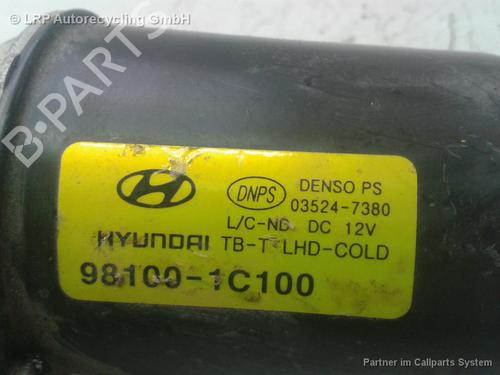 © LRP Autorecycling GmbH
B-PARTS
DNPS
DENSO PS
03524-7380
L/C-NO. DC 12V
HYUNDAI TB-T LHD-COLD
98100-1C100
Partner im Callparts System